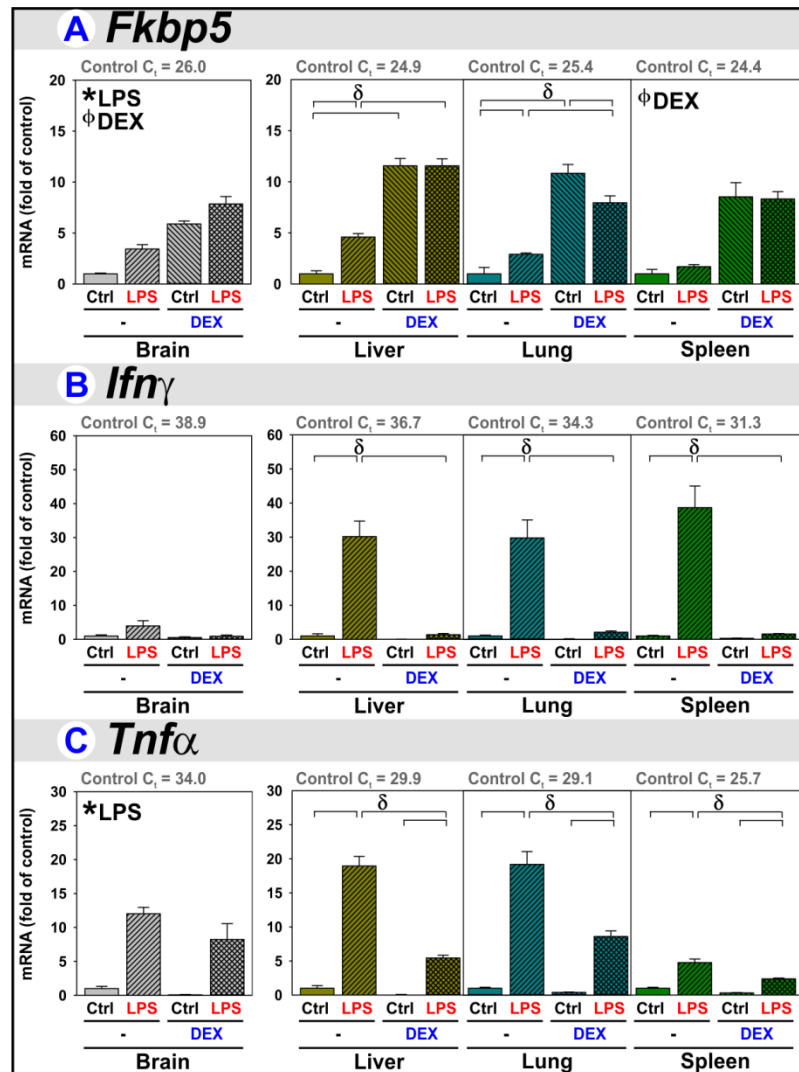 A Fkbp5
Control Ct = 26.0 Control Ct = 24.9 Control Ct = 25.4 Control Ct = 24.4
mRNA (fold of control)
20
15
10
5
0
*LPS
ϕDEX
δ δ
ϕDEX
Ctrl LPS Ctrl LPS Ctrl LPS Ctrl LPS Ctrl LPS Ctrl LPS Ctrl LPS Ctrl LPS
- DEX - DEX - DEX - DEX
Brain Liver Lung Spleen
B Ifnγ
Control Ct = 38.9 Control Ct = 36.7 Control Ct = 34.3 Control Ct = 31.3
mRNA (fold of control)
60 60
50 50
40 40
30 30
20 20
10 10
0 0
δ δ δ
Ctrl LPS Ctrl LPS Ctrl LPS Ctrl LPS Ctrl LPS Ctrl LPS Ctrl LPS Ctrl LPS
- DEX - DEX - DEX - DEX
Brain Liver Lung Spleen
C Tnfα
Control Ct = 34.0 Control Ct = 29.9 Control Ct = 29.1 Control Ct = 25.7
mRNA (fold of control)
30 30
25 25
20 20
15 15
10 10
5 5
0 0
*LPS
δ δ δ
Ctrl LPS Ctrl LPS Ctrl LPS Ctrl LPS Ctrl LPS Ctrl LPS Ctrl LPS Ctrl LPS
- DEX - DEX - DEX - DEX
Brain Liver Lung Spleen